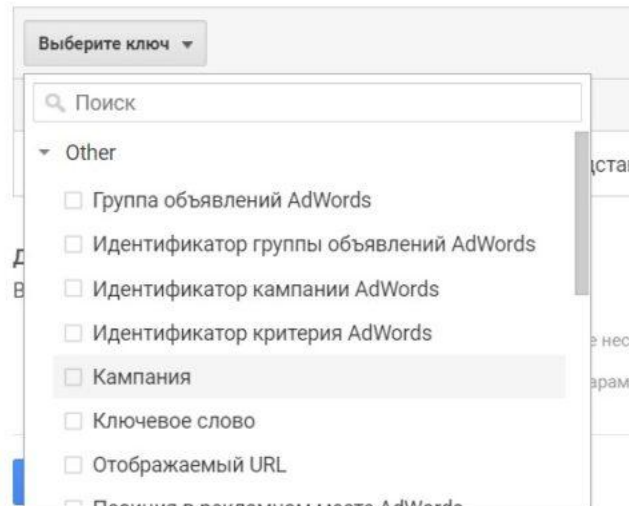 Выберите ключ
Поиск
Other
Группа объявлений AdWords
Идентификатор группы объявлений AdWords
Идентификатор кампании AdWords
Идентификатор критерия AdWords
Кампания
Ключевое слово
Отображаемый URL